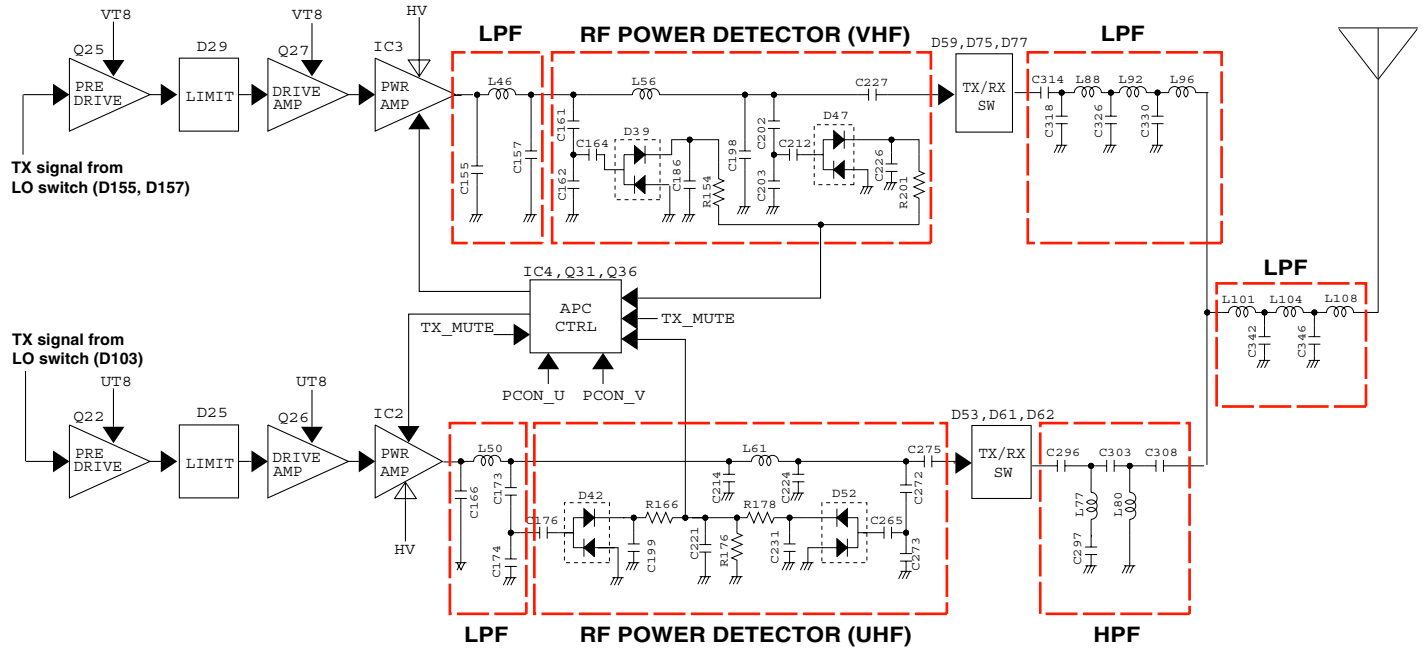 VT8
VT8
HV
LPF
RF POWER DETECTOR (VHF)
LPF
Q25
D29
Q27
IC3
D59,D75,D77
PRE
DRIVE
LIMIT
DRIVE
AMP
PWR
AMP
L46
L56
C227
TX/RX
SW
C314
L88
L92
L96
C155
C157
C161
C162
C164
D39
C186
R154
C198
C202
C203
C212
D47
C226
R201
C318
C326
C330
TX signal from
LO switch (D155, D157)
IC4,Q31,Q36
APC
CTRL
TX_MUTE
TX_MUTE
PCON_U
PCON_V
LPF
L101
L104
L108
C342
C346
TX signal from
LO switch (D103)
UT8
UT8
Q22
D25
Q26
IC2
D53,D61,D62
PRE
DRIVE
LIMIT
DRIVE
AMP
PWR
AMP
HV
L50
L61
C275
TX/RX
SW
C296
C303
C308
C166
C173
C174
C176
D42
C199
R166
C221
R176
R178
C231
C214
C224
D52
C265
C272
C273
L77
L80
C297
LPF
RF POWER DETECTOR (UHF)
HPF